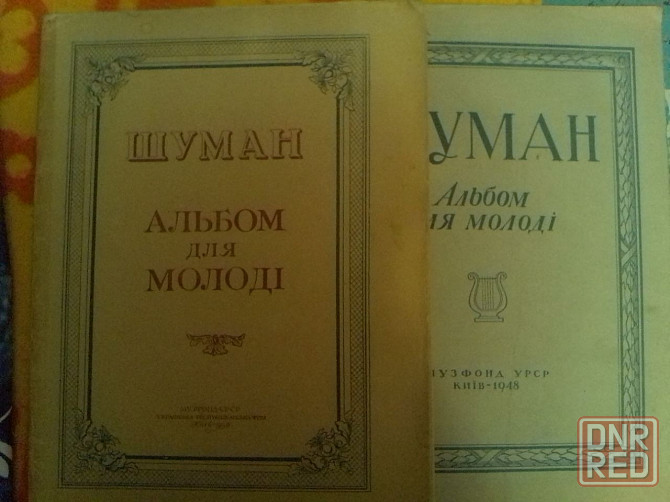 ШУМАН
АЛЬБОМ
ДЛЯ
МОЛОДІ
УМАН
Альбом
ля молоді
УЗФОНД УРСР
КИЇВ-1948
DNR
RED